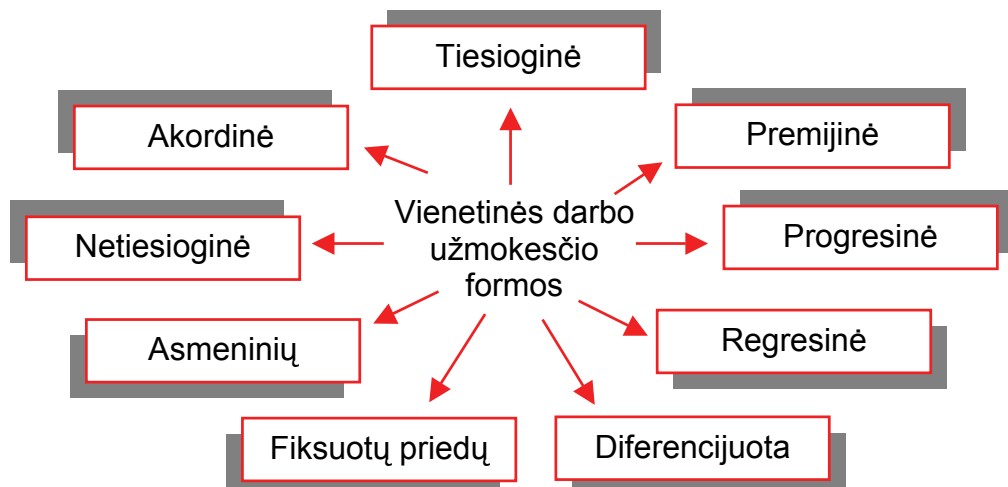 Tiesioginė
Akordinė
Premijinė
Vienetinės darbo
užmokesčio
formos
Netiesioginė
Progresinė
Asmeninių
Regresinė
Fiksuotų priedų
Diferencijuota